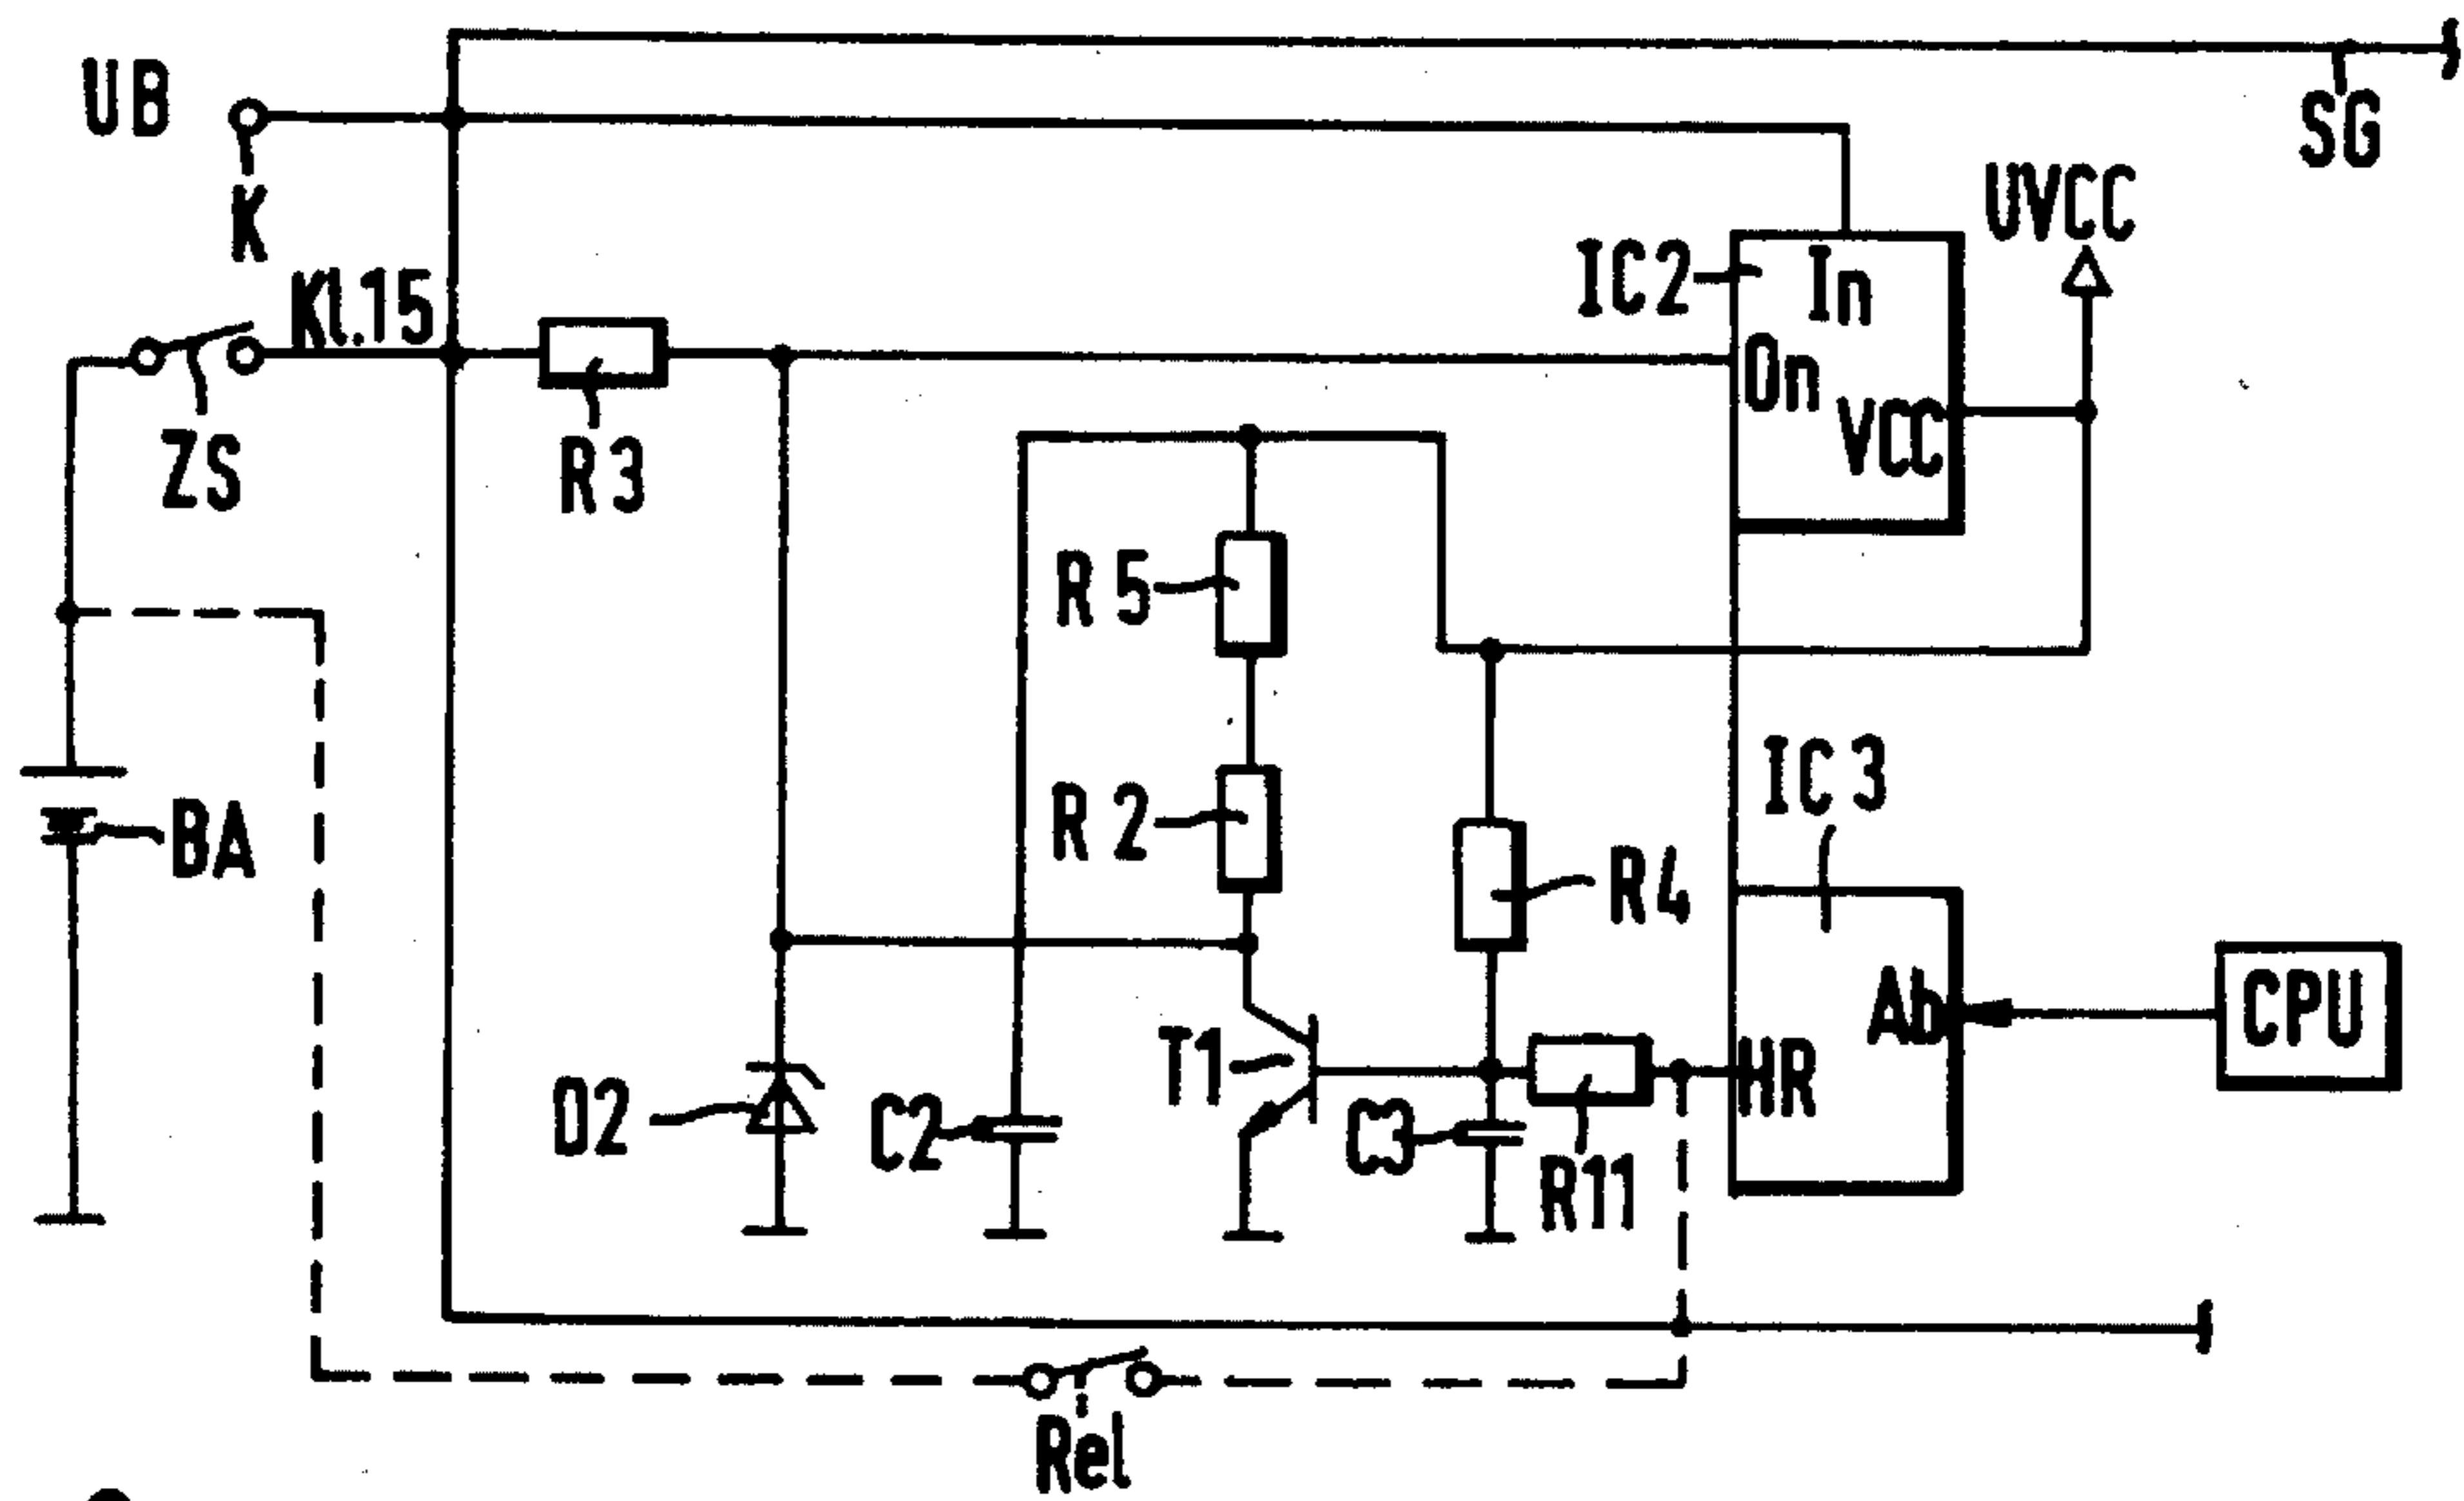 UB
K
SG
UVCC
Kl.15
IC2
In
On
VCC
ZS
R3
R5
R2
IC3
BA
R4
Ab
CPU
HR
T1
D2
C2
C3
R11
Rel